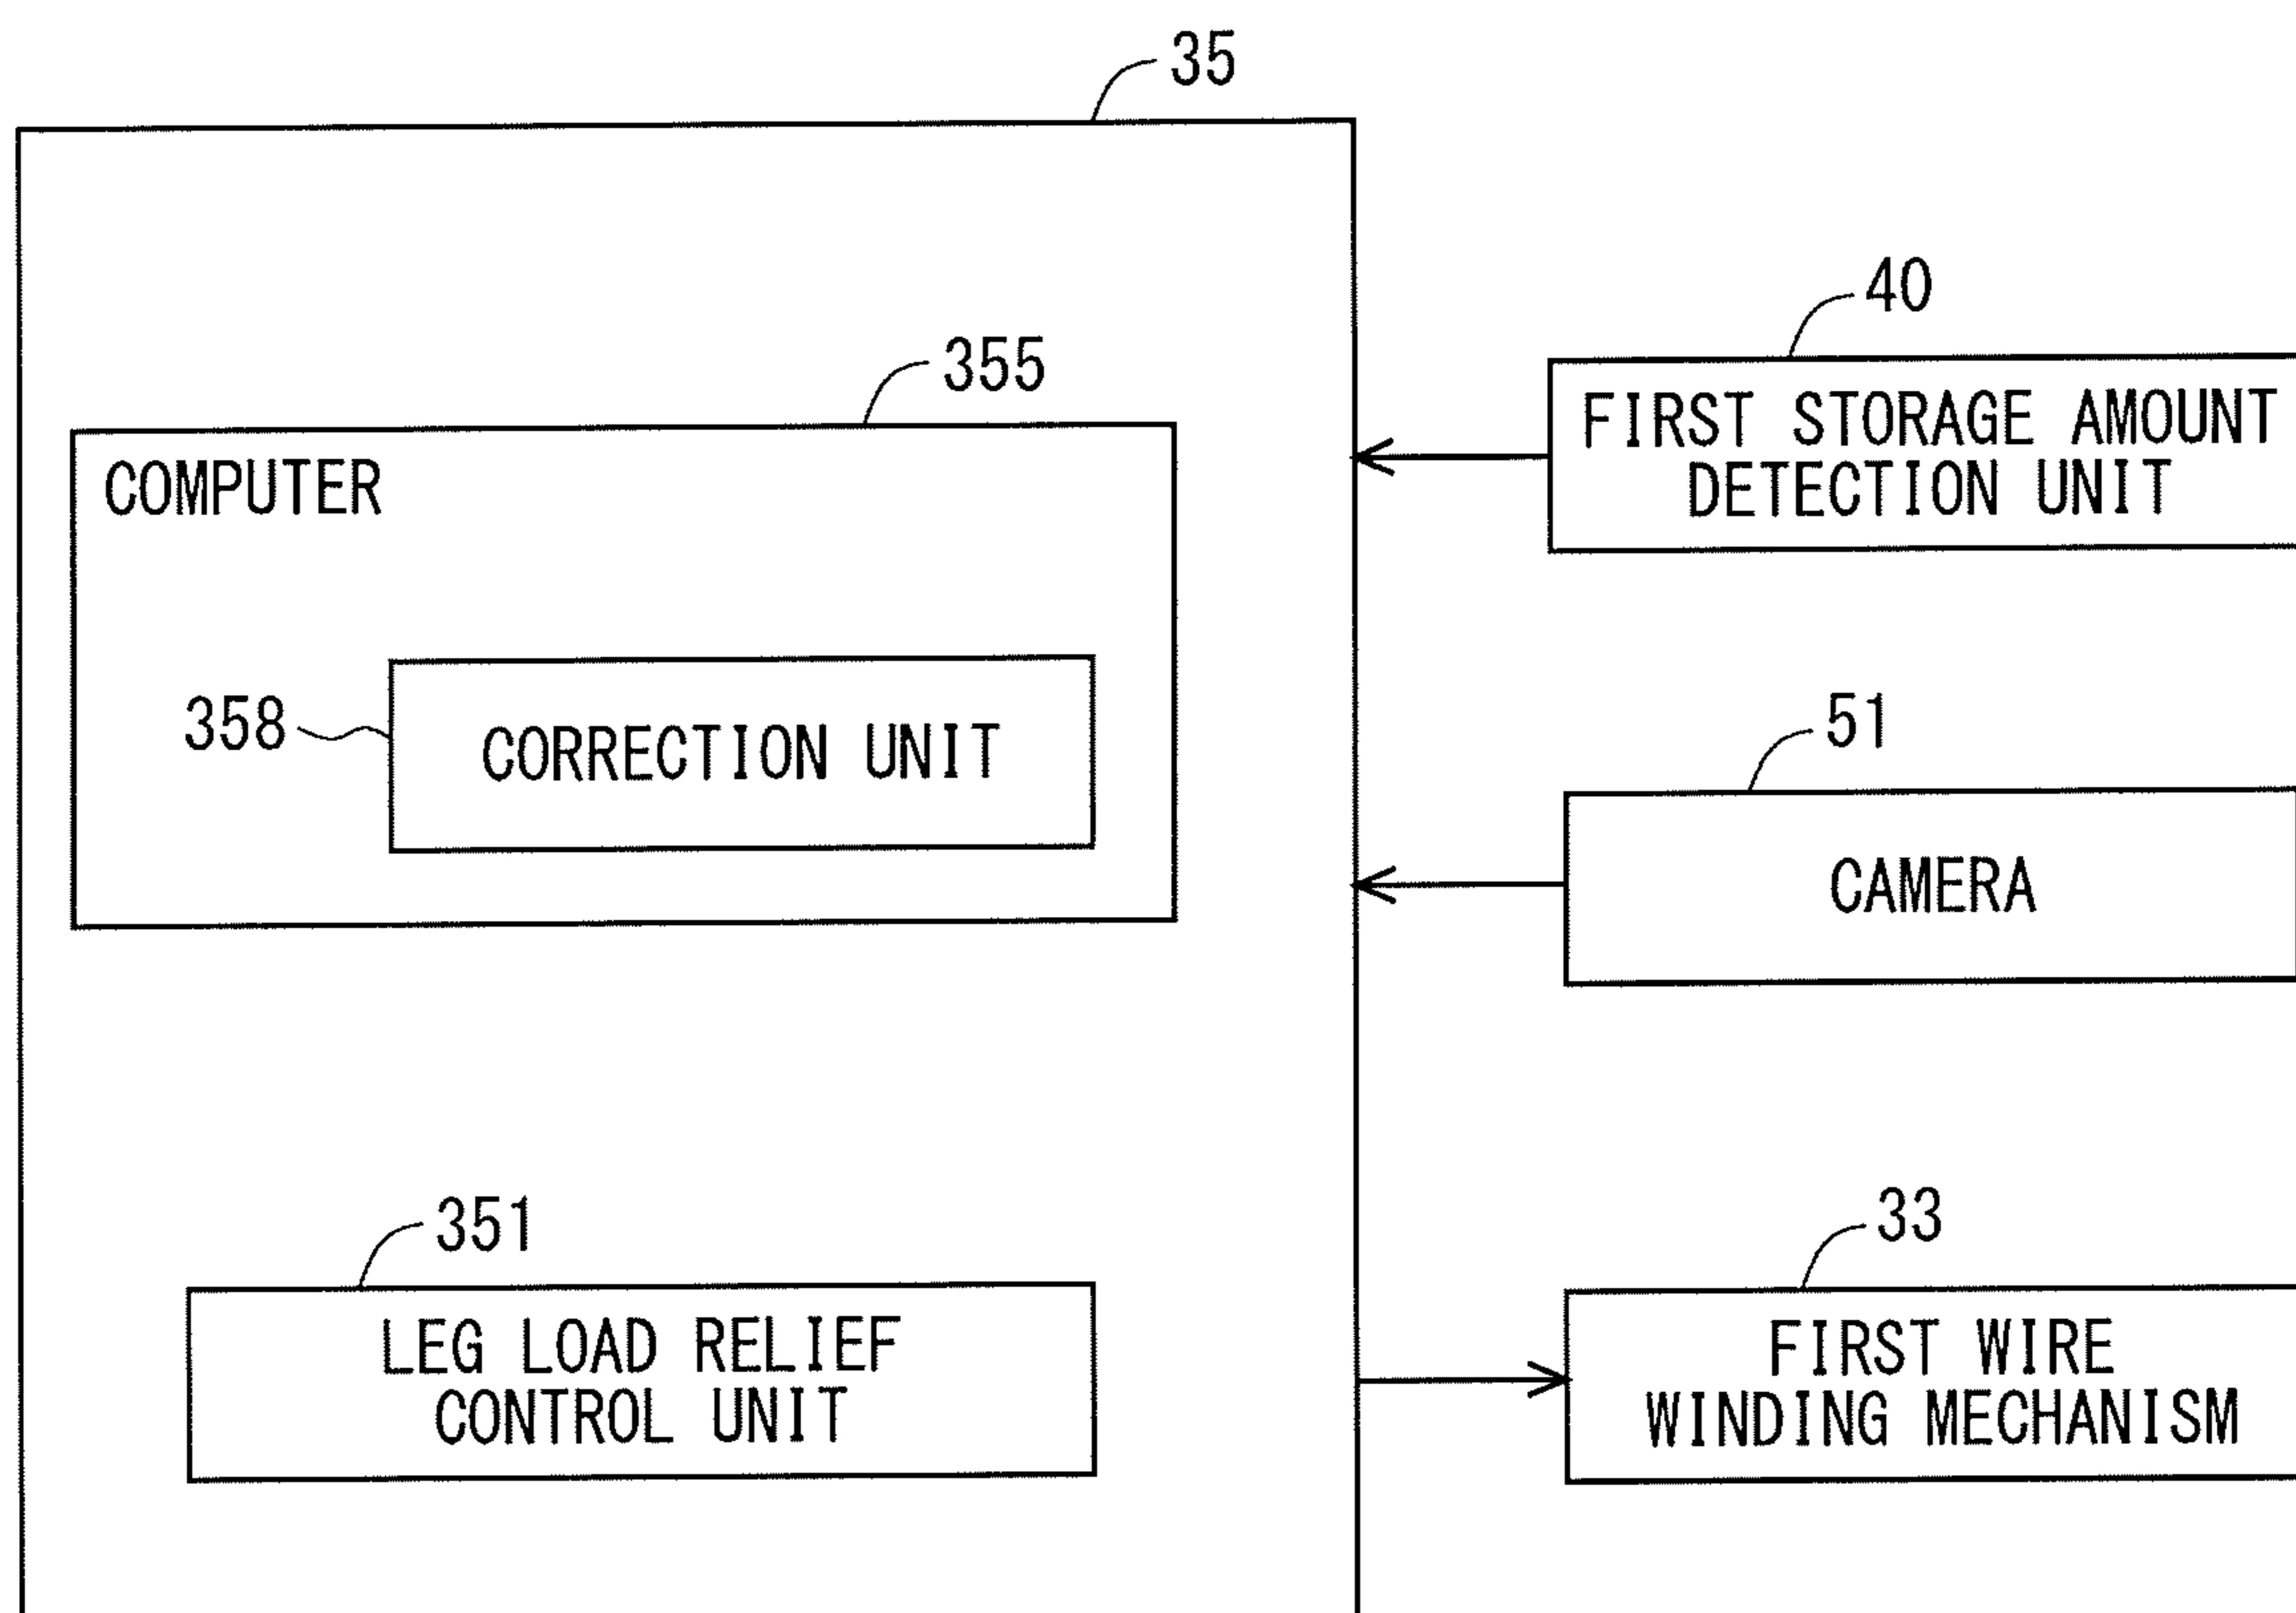 35
40
355
FIRST STORAGE AMOUNT
DETECTION UNIT
COMPUTER
358
CORRECTION UNIT
51
CAMERA
351
33
LEG LOAD RELIEF
CONTROL UNIT
FIRST WIRE
WINDING MECHANISM